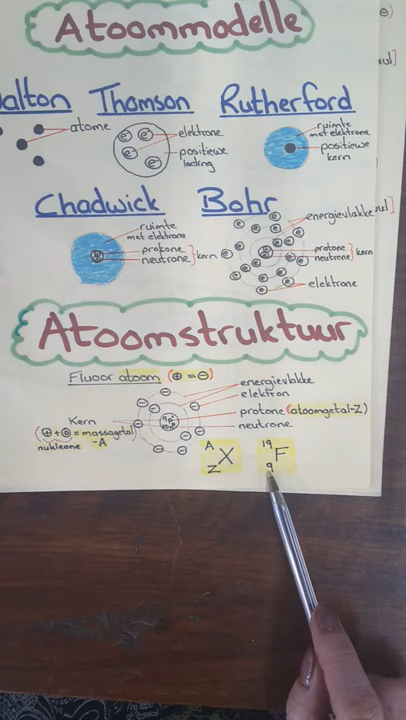 Atoommodelle
Dalton Thomson Rutherford
atome
e⁻ e⁻ e⁻ e⁻
elektrone
positiewe
lading
ruimte
met elektrone
positiewe
kern
Chadwick Bohr
ruimte
met elektrone
protone
neutrone
kern
energievlakke
protone
neutrone
kern
elektrone
Atoomstruktuur
Fluoor atoom (⊕ = ⊖)
energievlakke
elektron
protone (atoomgetal-Z)
neutrone
Kern
= massagetal
-A
nukleone
A
Z X
19
9 F